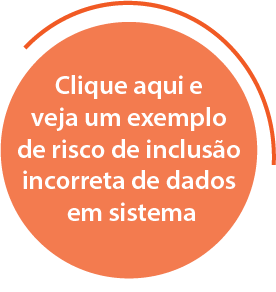 Clique aqui e
veja um exemplo
de risco de inclusão
incorreta de dados
em sistema